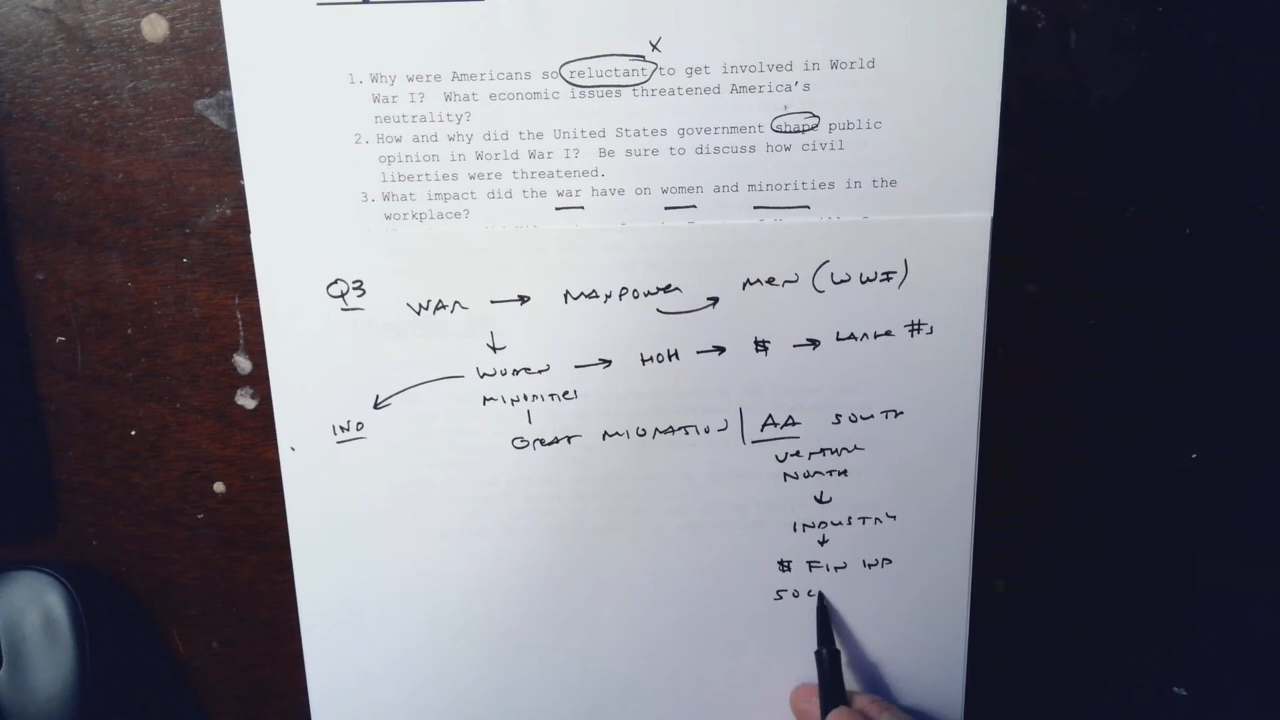 1. Why were Americans so reluctant to get involved in World
War I? What economic issues threatened America's
neutrality?
2. How and why did the United States government shape public
opinion in World War I? Be sure to discuss how civil
liberties were threatened.
3. What impact did the war have on women and minorities in the
workplace?
X
Q3
WAR → MANPOWER → MEN (WWI)
↓
WOMEN → HOH → $ → LARGE #s
MINORITIES
IND
GREAT MIGRATION | AA SOUTH
VENTURE
NORTH
↓
INDUSTRY
↓
$ FIN IND
SOC